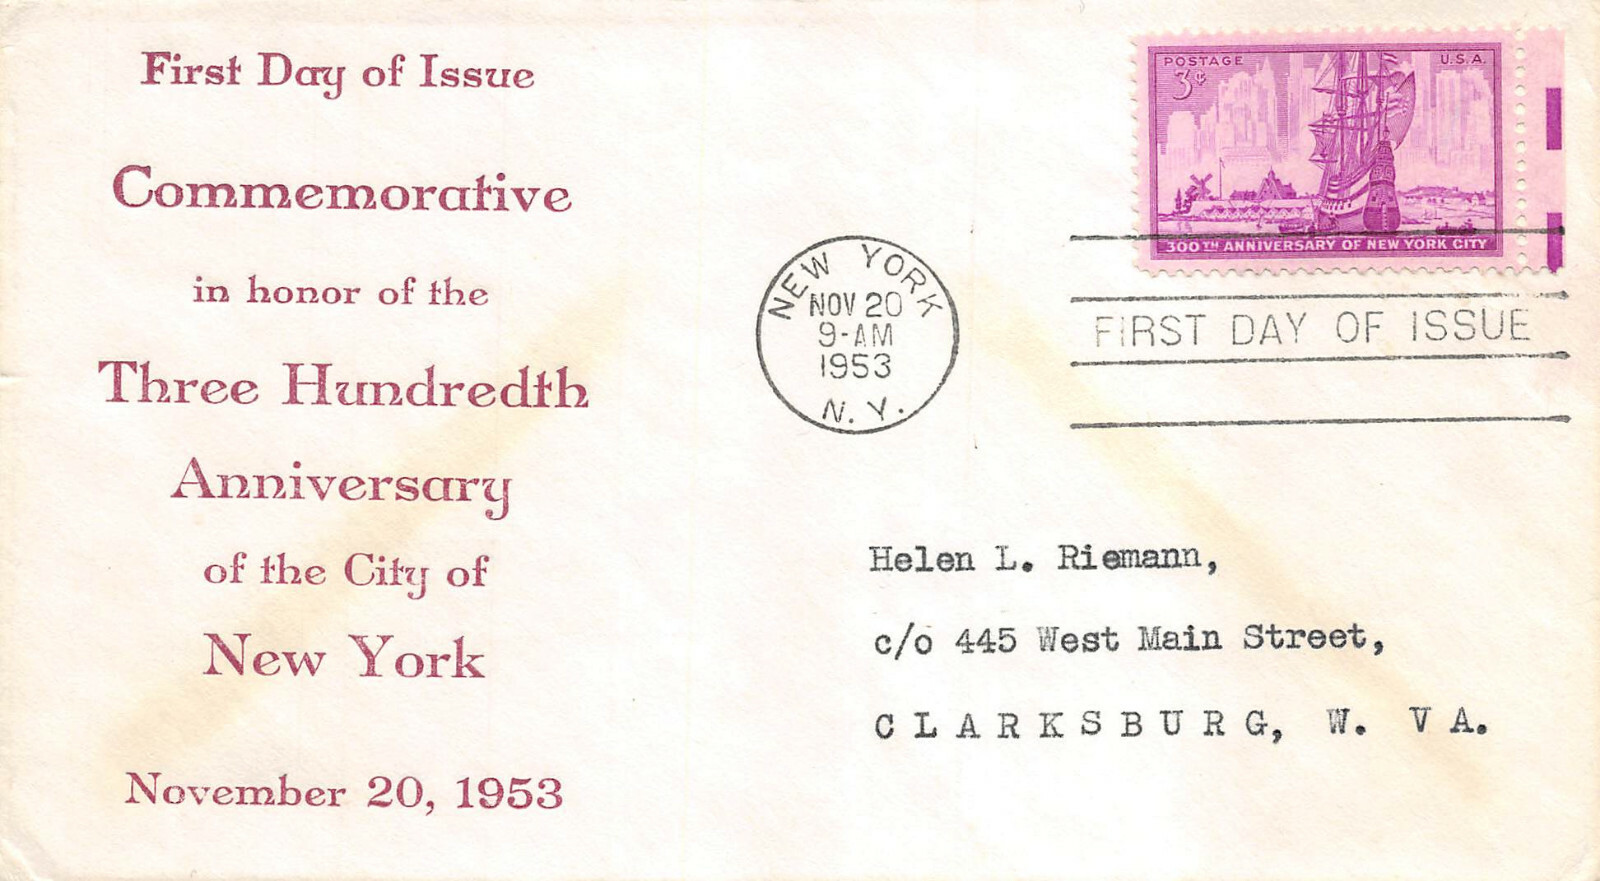 First Day of Issue
Commemorative
in honor of the
Three Hundredth
Anniversary
of the City of
New York
November 20, 1953
POSTAGE
3¢
U.S.A.
300TH ANNIVERSARY OF NEW YORK CITY
NEW YORK
NOV 20
9-AM
1953
N.Y.
FIRST DAY OF ISSUE
Helen L. Riemann,
c/o 445 West Main Street,
CLARKSBURG, W. VA.